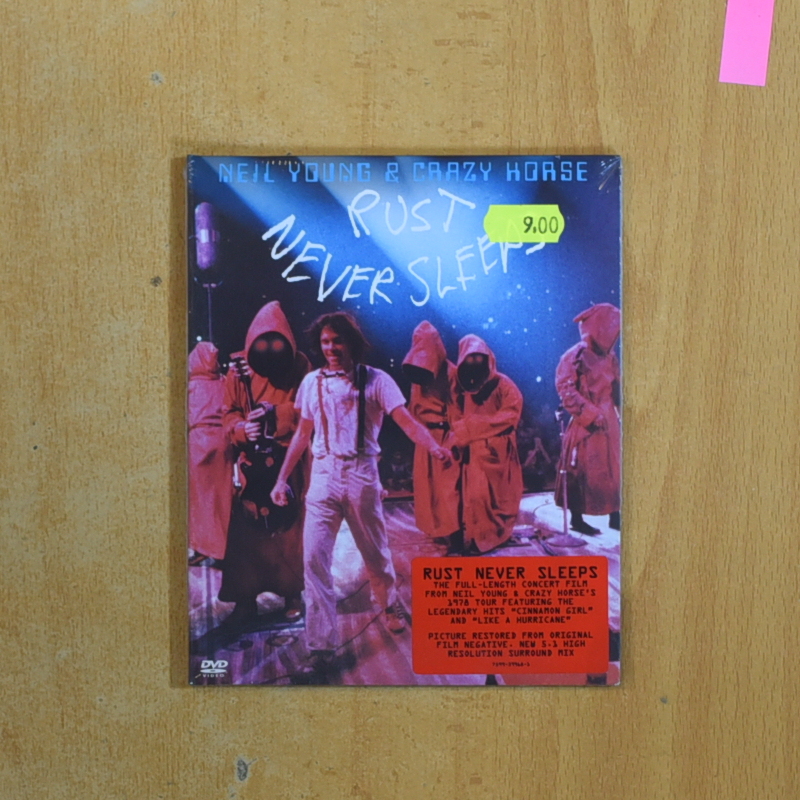 NEIL YOUNG & CRAZY HORSE
RUST
9,00
NEVER SLEEPS
RUST NEVER SLEEPS
THE FULL-LENGTH CONCERT FILM
FROM NEIL YOUNG & CRAZY HORSE'S
1978 TOUR FEATURING THE
LEGENDARY HITS "CINNAMON GIRL"
AND "LIKE A HURRICANE"
PICTURE RESTORED FROM ORIGINAL
FILM NEGATIVE. NEW 5.1 HIGH
RESOLUTION SURROUND MIX
DVD
VIDEO